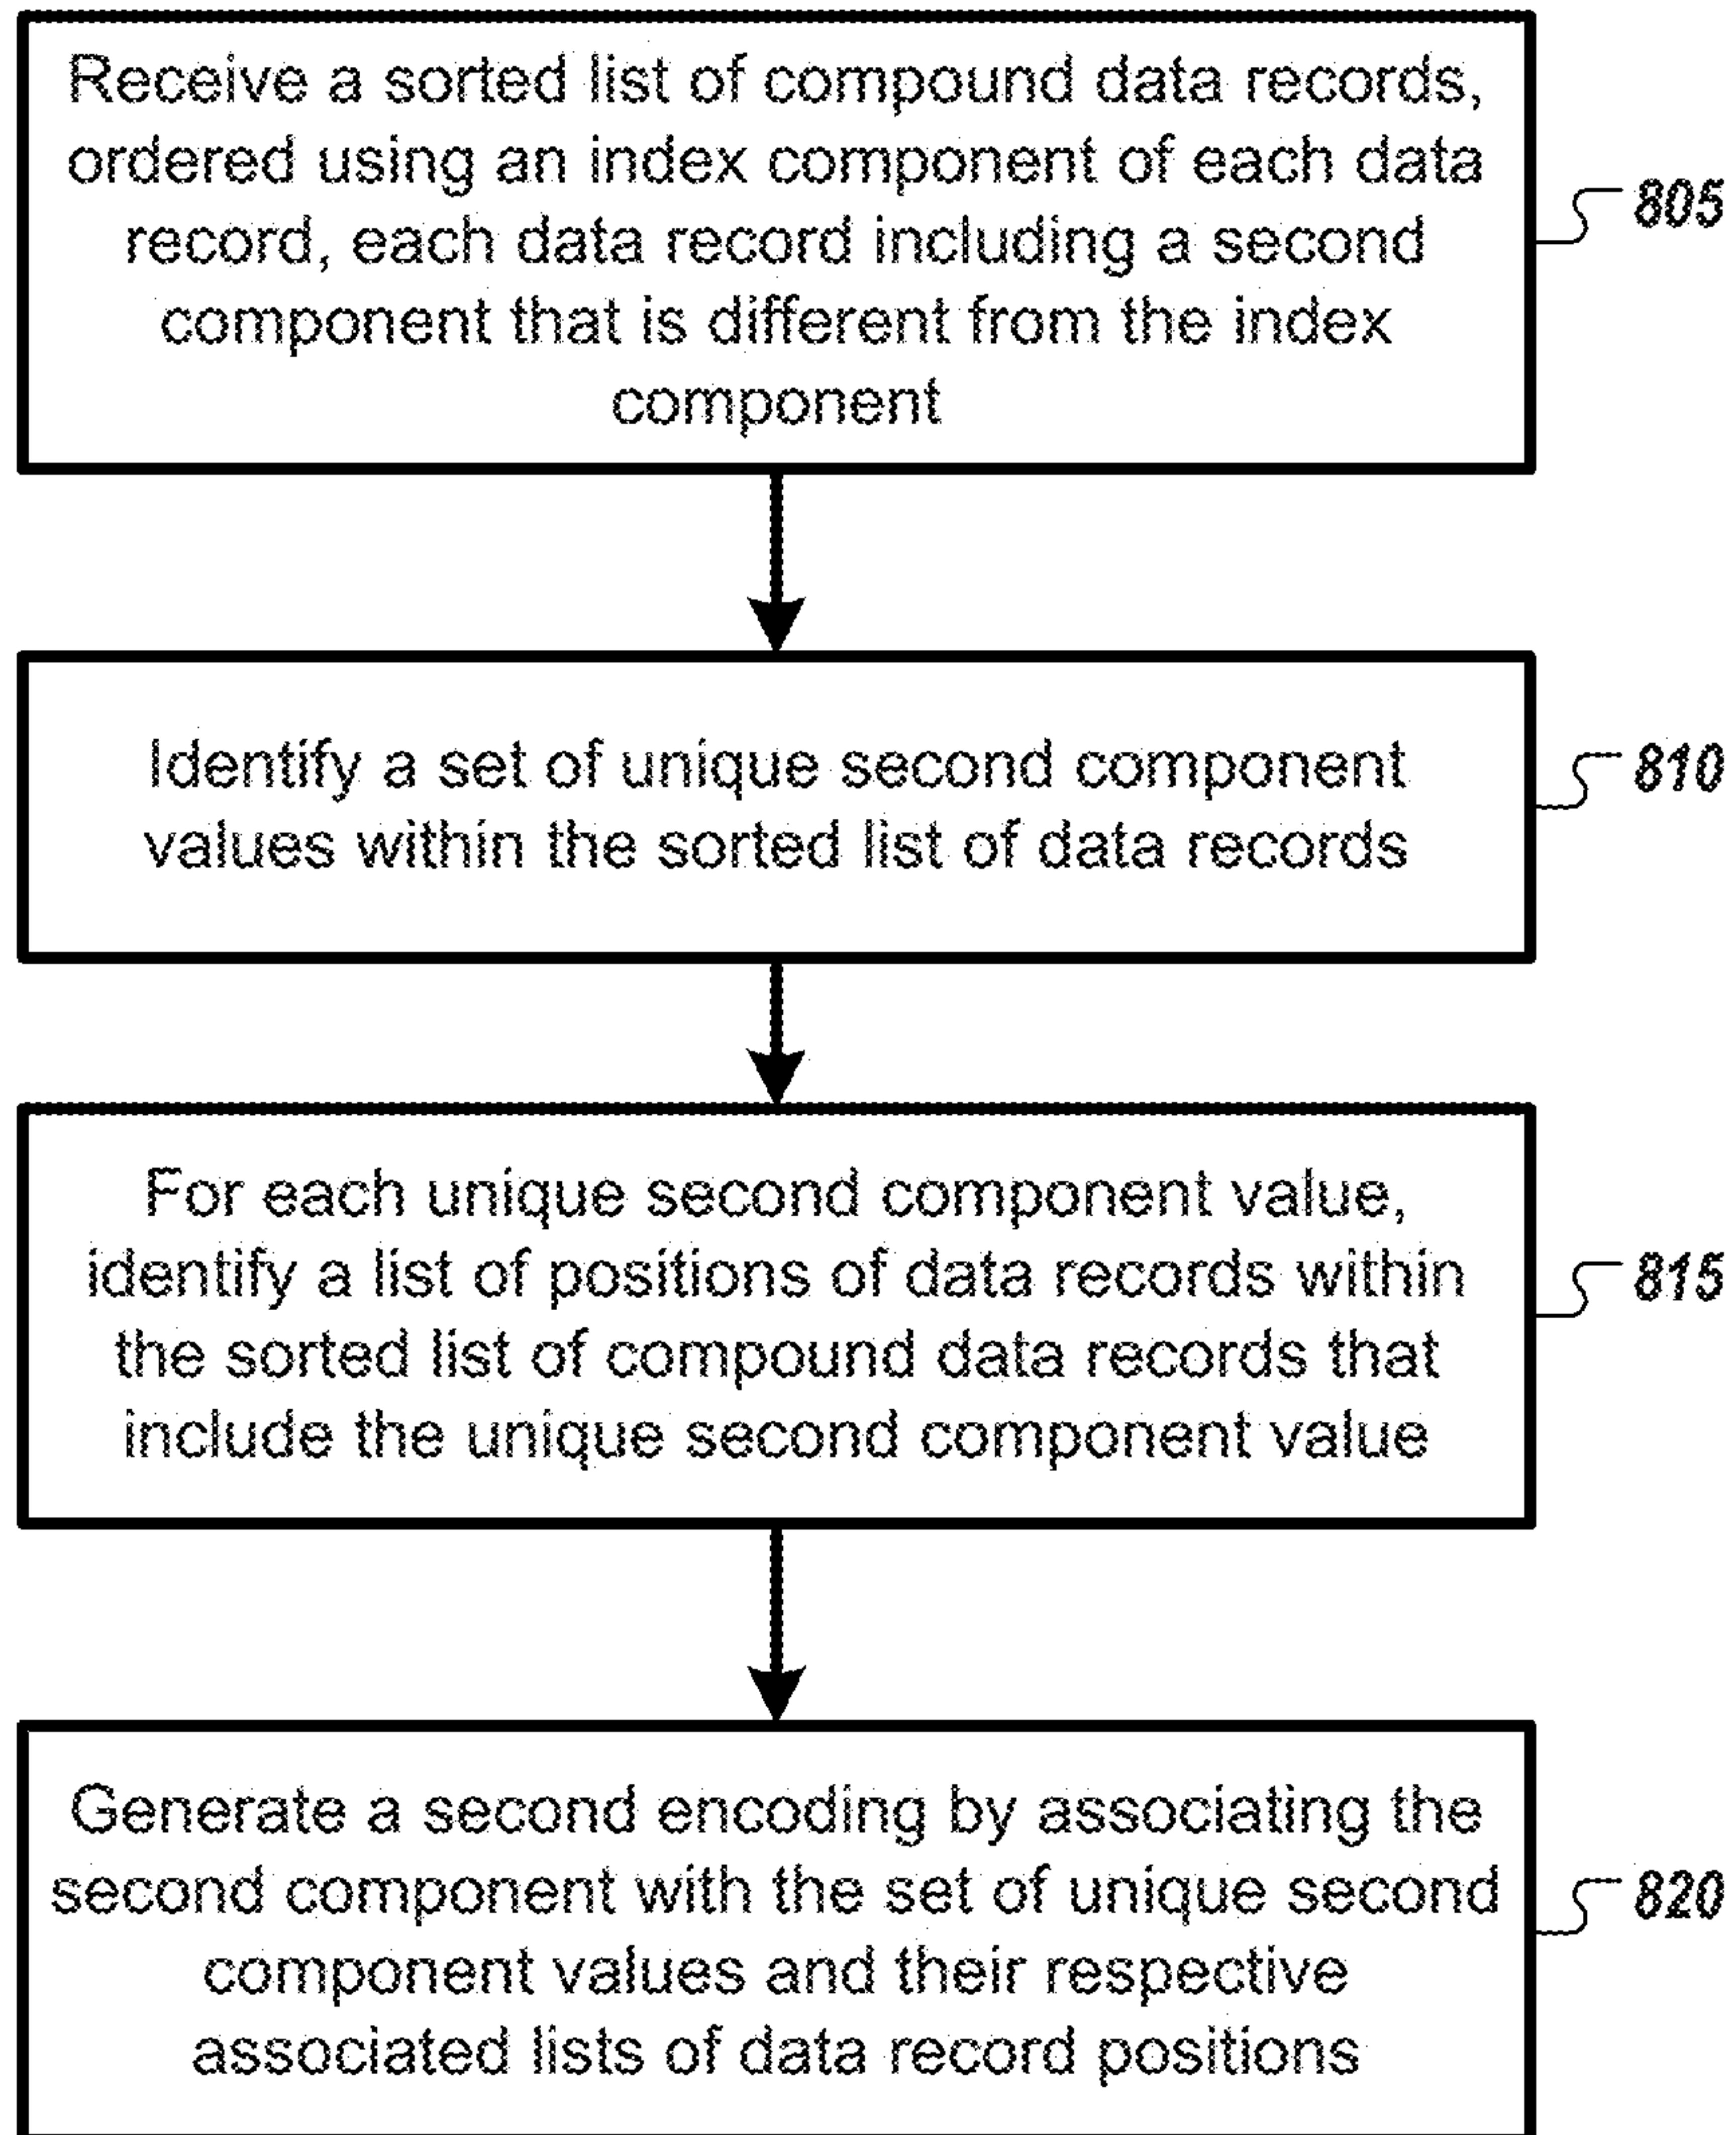 Receive a sorted list of compound data records,
ordered using an index component of each data
record, each data record including a second
component that is different from the index
component
805
Identify a set of unique second component
values within the sorted list of data records
810
For each unique second component value,
identify a list of positions of data records within
the sorted list of compound data records that
include the unique second component value
815
Generate a second encoding by associating the
second component with the set of unique second
component values and their respective
associated lists of data record positions
820